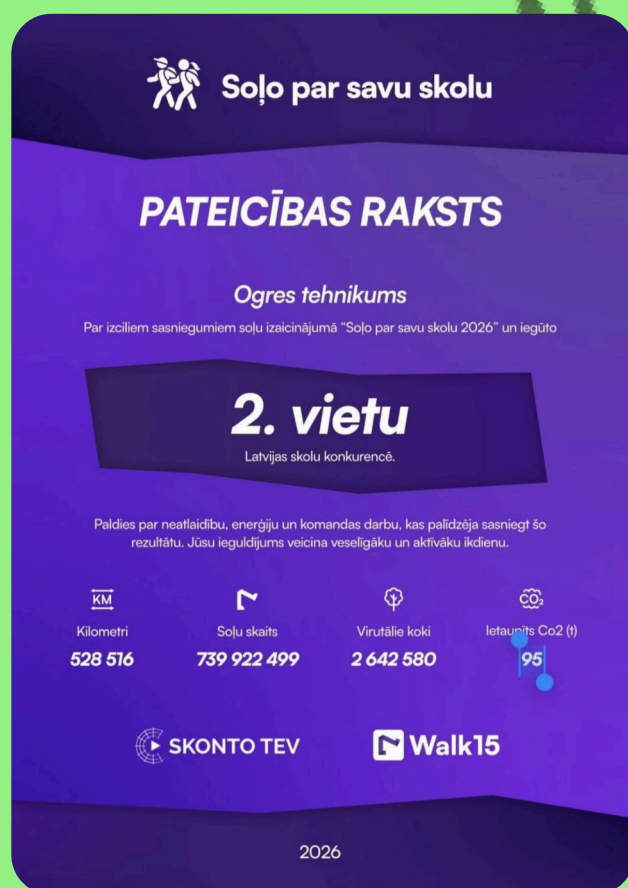 Soļo par savu skolu
PATEICĪBAS RAKSTS
Ogres tehnikums
Par izciliem sasniegumiem soļu izaicinājumā “Soļo par savu skolu 2026” un iegūto
2. vietu
Latvijas skolu konkurencē.
Paldies par neatlaidību, enerģiju un komandas darbu, kas palīdzēja sasniegt šo
rezultātu. Jūsu ieguldījums veicina veselīgāku un aktīvāku ikdienu.
KM
CO₂
Kilometri
Soļu skaits
Virutālie koki
Ietaupīts Co2 (t)
528 516
739 922 499
2 642 580
95
SKONTO TEV
Walk15
2026